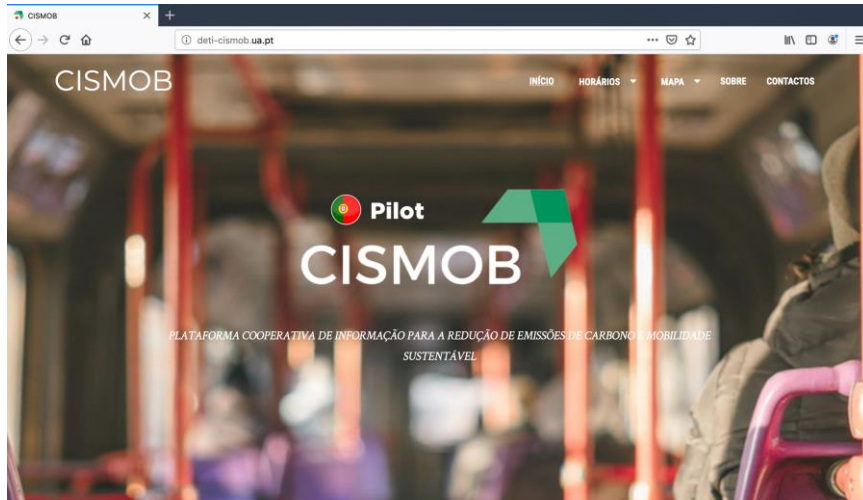 CISMOB
deti-cismob.ua.pt
CISMOB
INÍCIO HORÁRIOS MAPA SOBRE CONTACTOS
Pilot
CISMOB
PLATAFORMA COOPERATIVA DE INFORMAÇÃO PARA A REDUÇÃO DE EMISSÕES DE CARBONO E MOBILIDADE
SUSTENTÁVEL